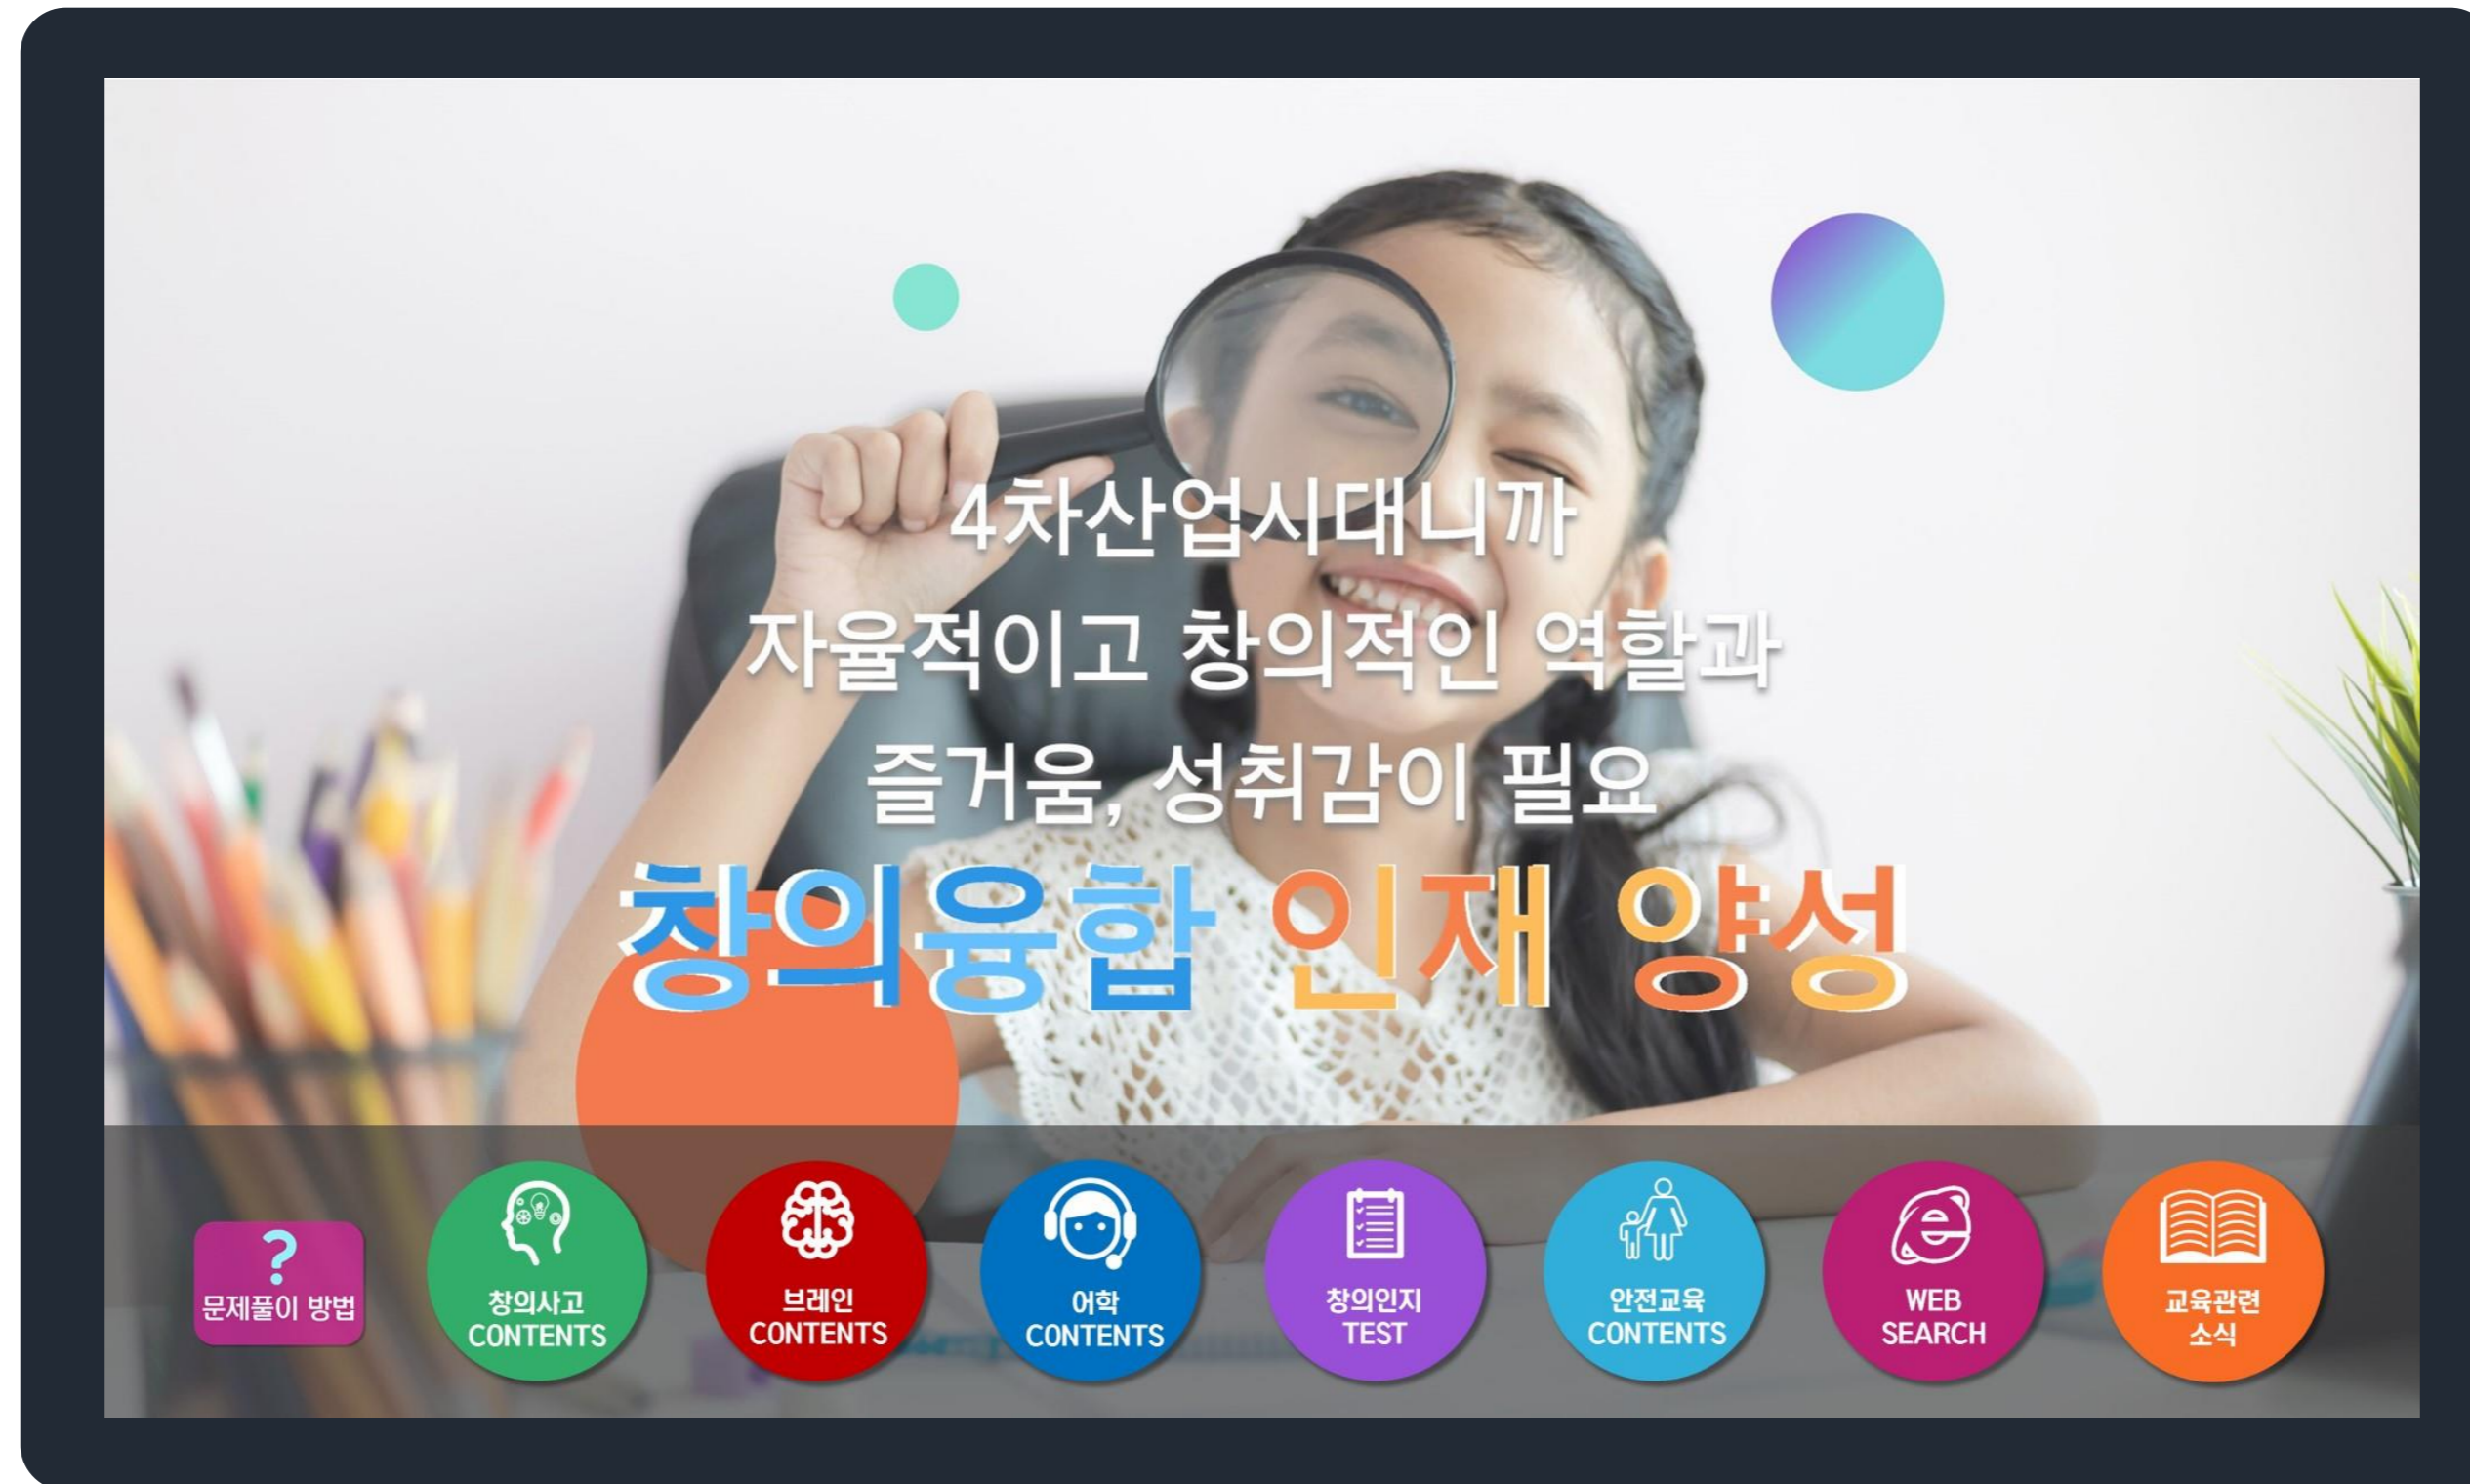 4차산업시대니까
자율적이고 창의적인 역할과
즐거움, 성취감이 필요
창의융합 인재 양성
?
문제풀이 방법
창의사고
CONTENTS
브레인
CONTENTS
어학
CONTENTS
창의인지
TEST
안전교육
CONTENTS
WEB
SEARCH
교육관련
소식